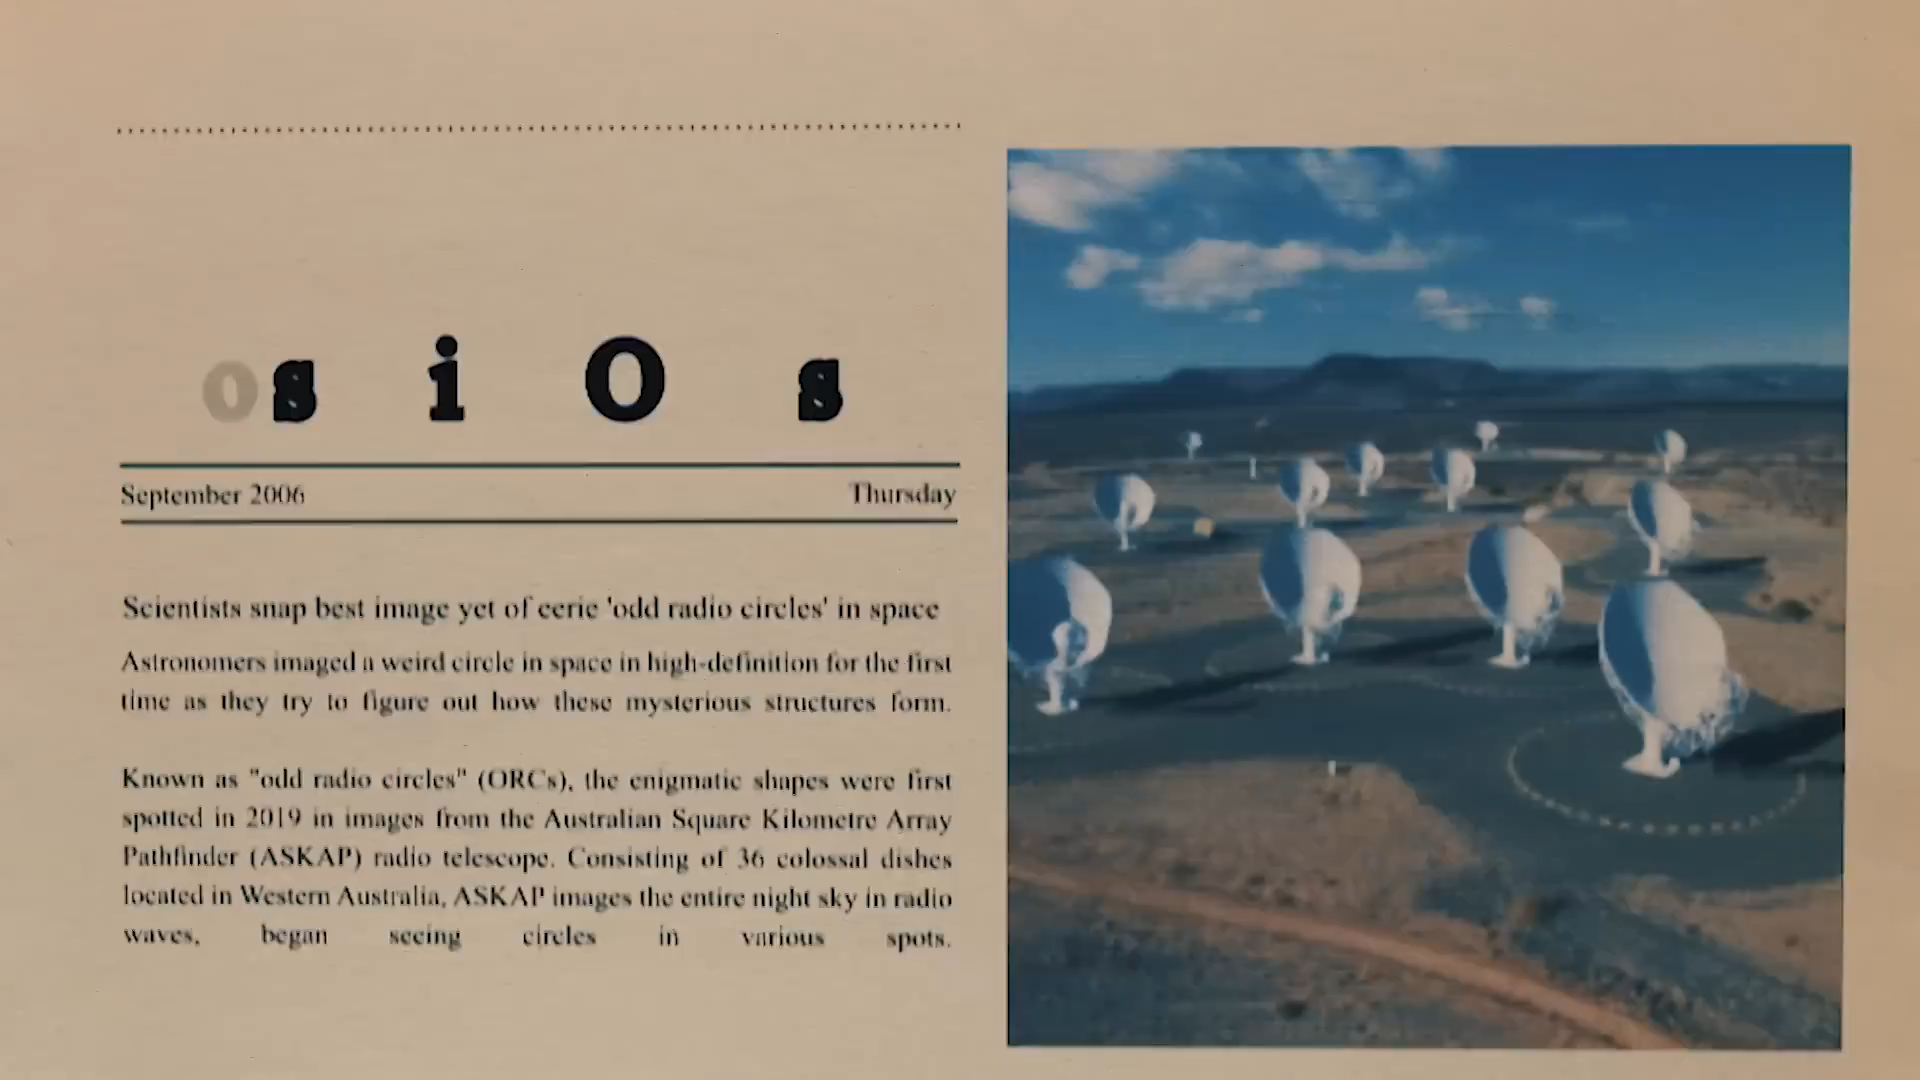 os i O s
September 2006 Thursday
Scientists snap best image yet of eerie 'odd radio circles' in space
Astronomers imaged a weird circle in space in high-definition for the first
time as they try to figure out how these mysterious structures form.
Known as "odd radio circles" (ORCs), the enigmatic shapes were first
spotted in 2019 in images from the Australian Square Kilometre Array
Pathfinder (ASKAP) radio telescope. Consisting of 36 colossal dishes
located in Western Australia, ASKAP images the entire night sky in radio
waves, began seeing circles in various spots.